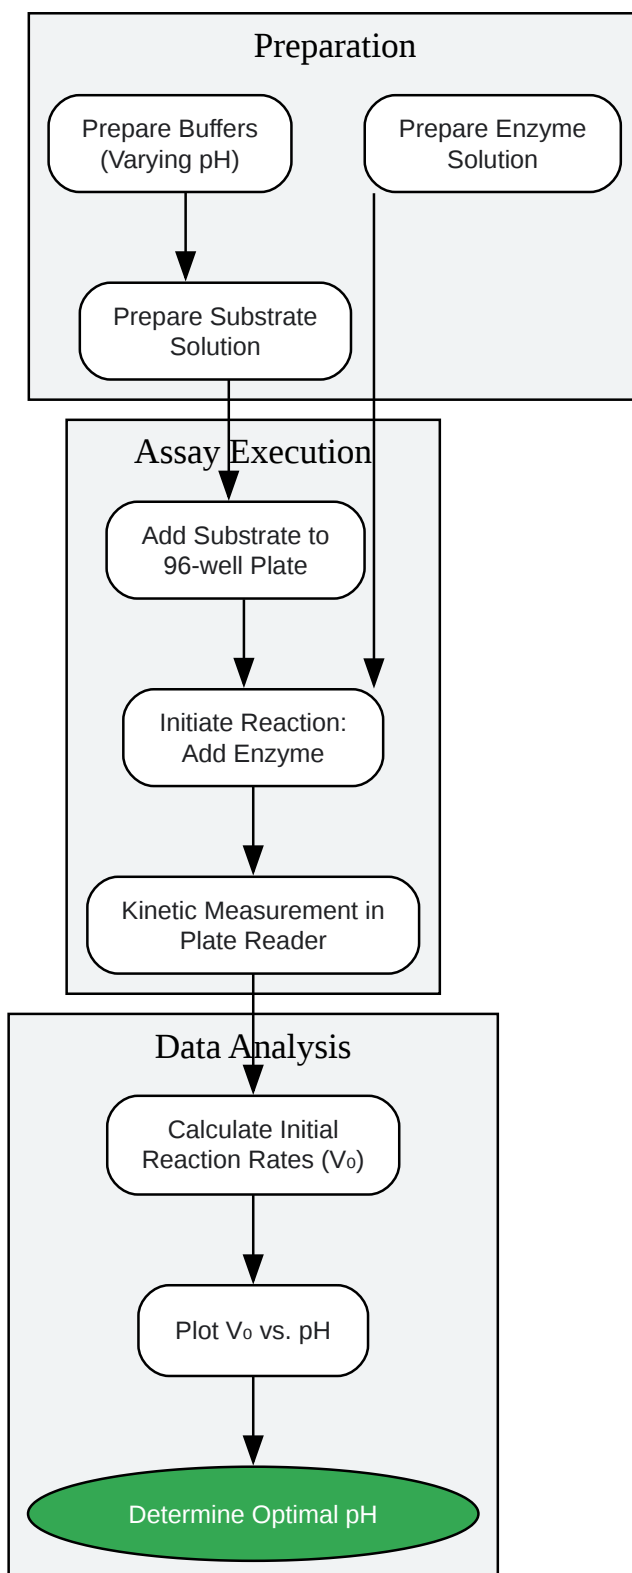 Preparation
Prepare Buffers
(Varying pH)
Prepare Enzyme
Solution
Prepare Substrate
Solution
Assay Execution
Add Substrate to
96-well Plate
Initiate Reaction:
Add Enzyme
Kinetic Measurement in
Plate Reader
Data Analysis
Calculate Initial
Reaction Rates (V₀)
Plot V₀ vs. pH
Determine Optimal pH